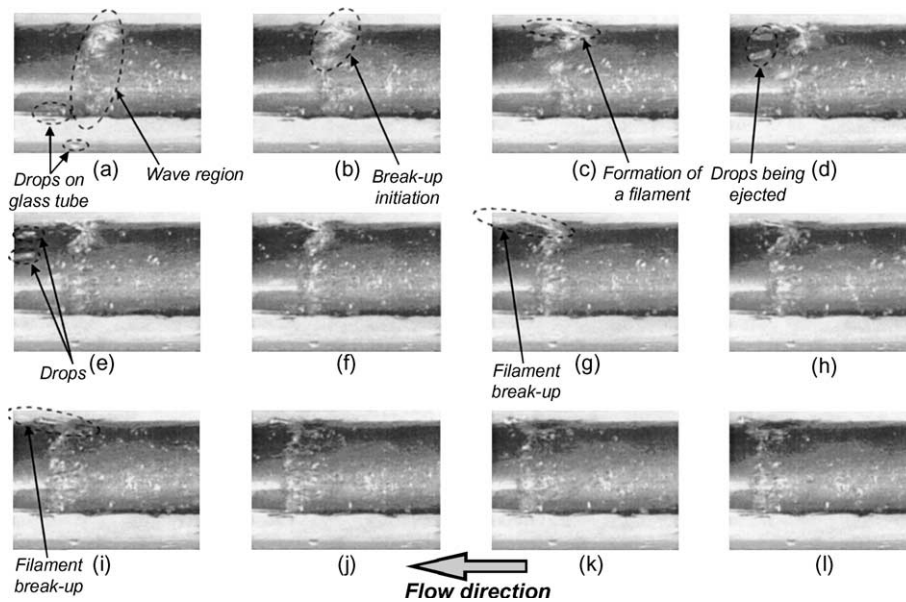 (a)
(b)
(c)
(d)
Drops on
glass tube
Wave region
Break-up
initiation
Formation of
a filament
Drops being
ejected
(e)
(f)
(g)
(h)
Drops
Filament
break-up
(i)
(j)
(k)
(l)
Filament
break-up
Flow direction